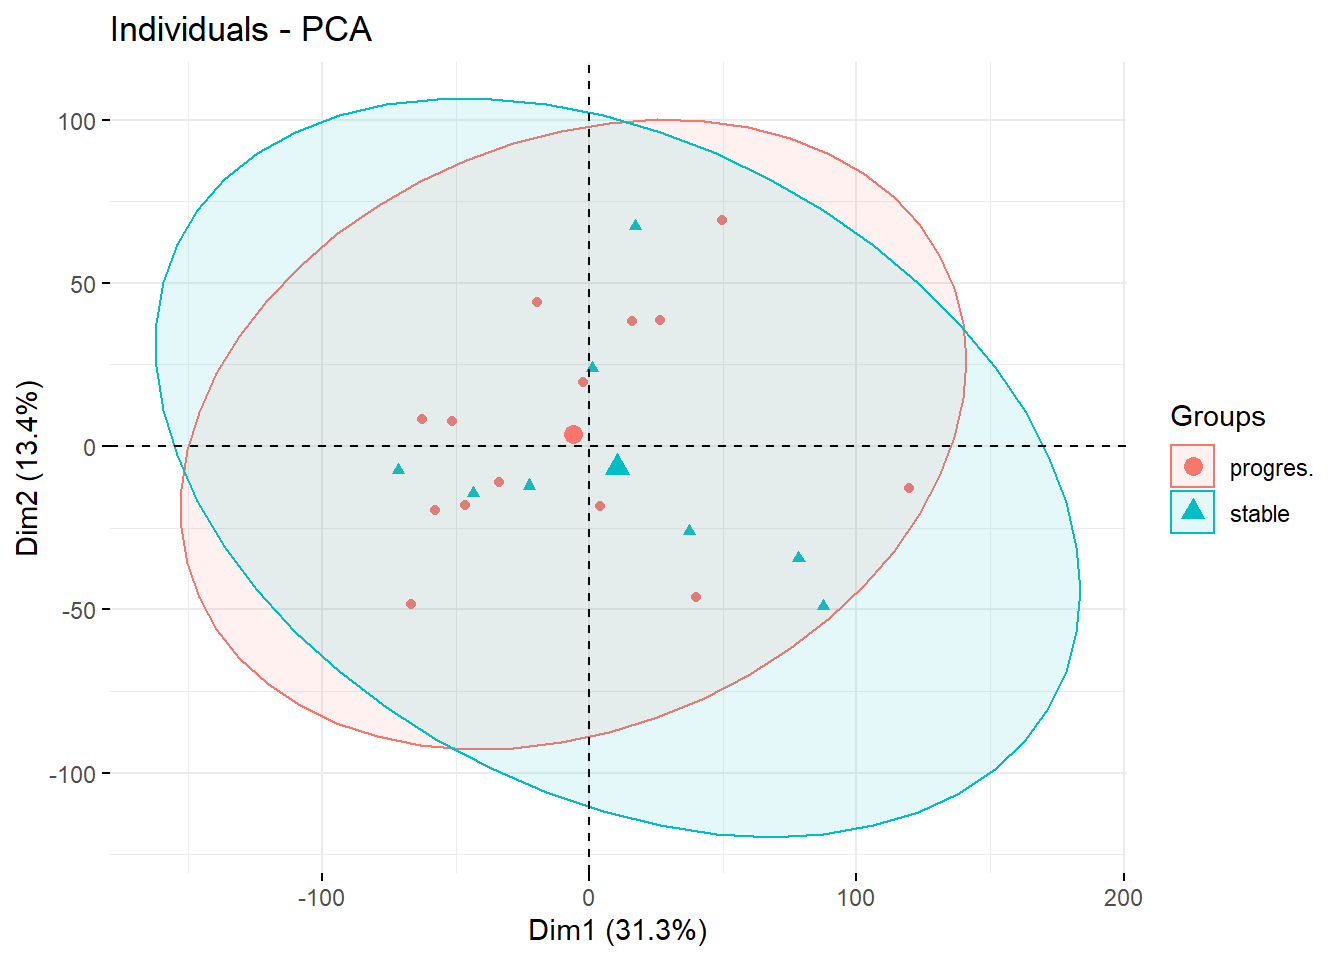 Individuals - PCA
100
50
0
-50
-100
Dim2 (13.4%)
-100
0
100
200
Dim1 (31.3%)
Groups
progres.
stable